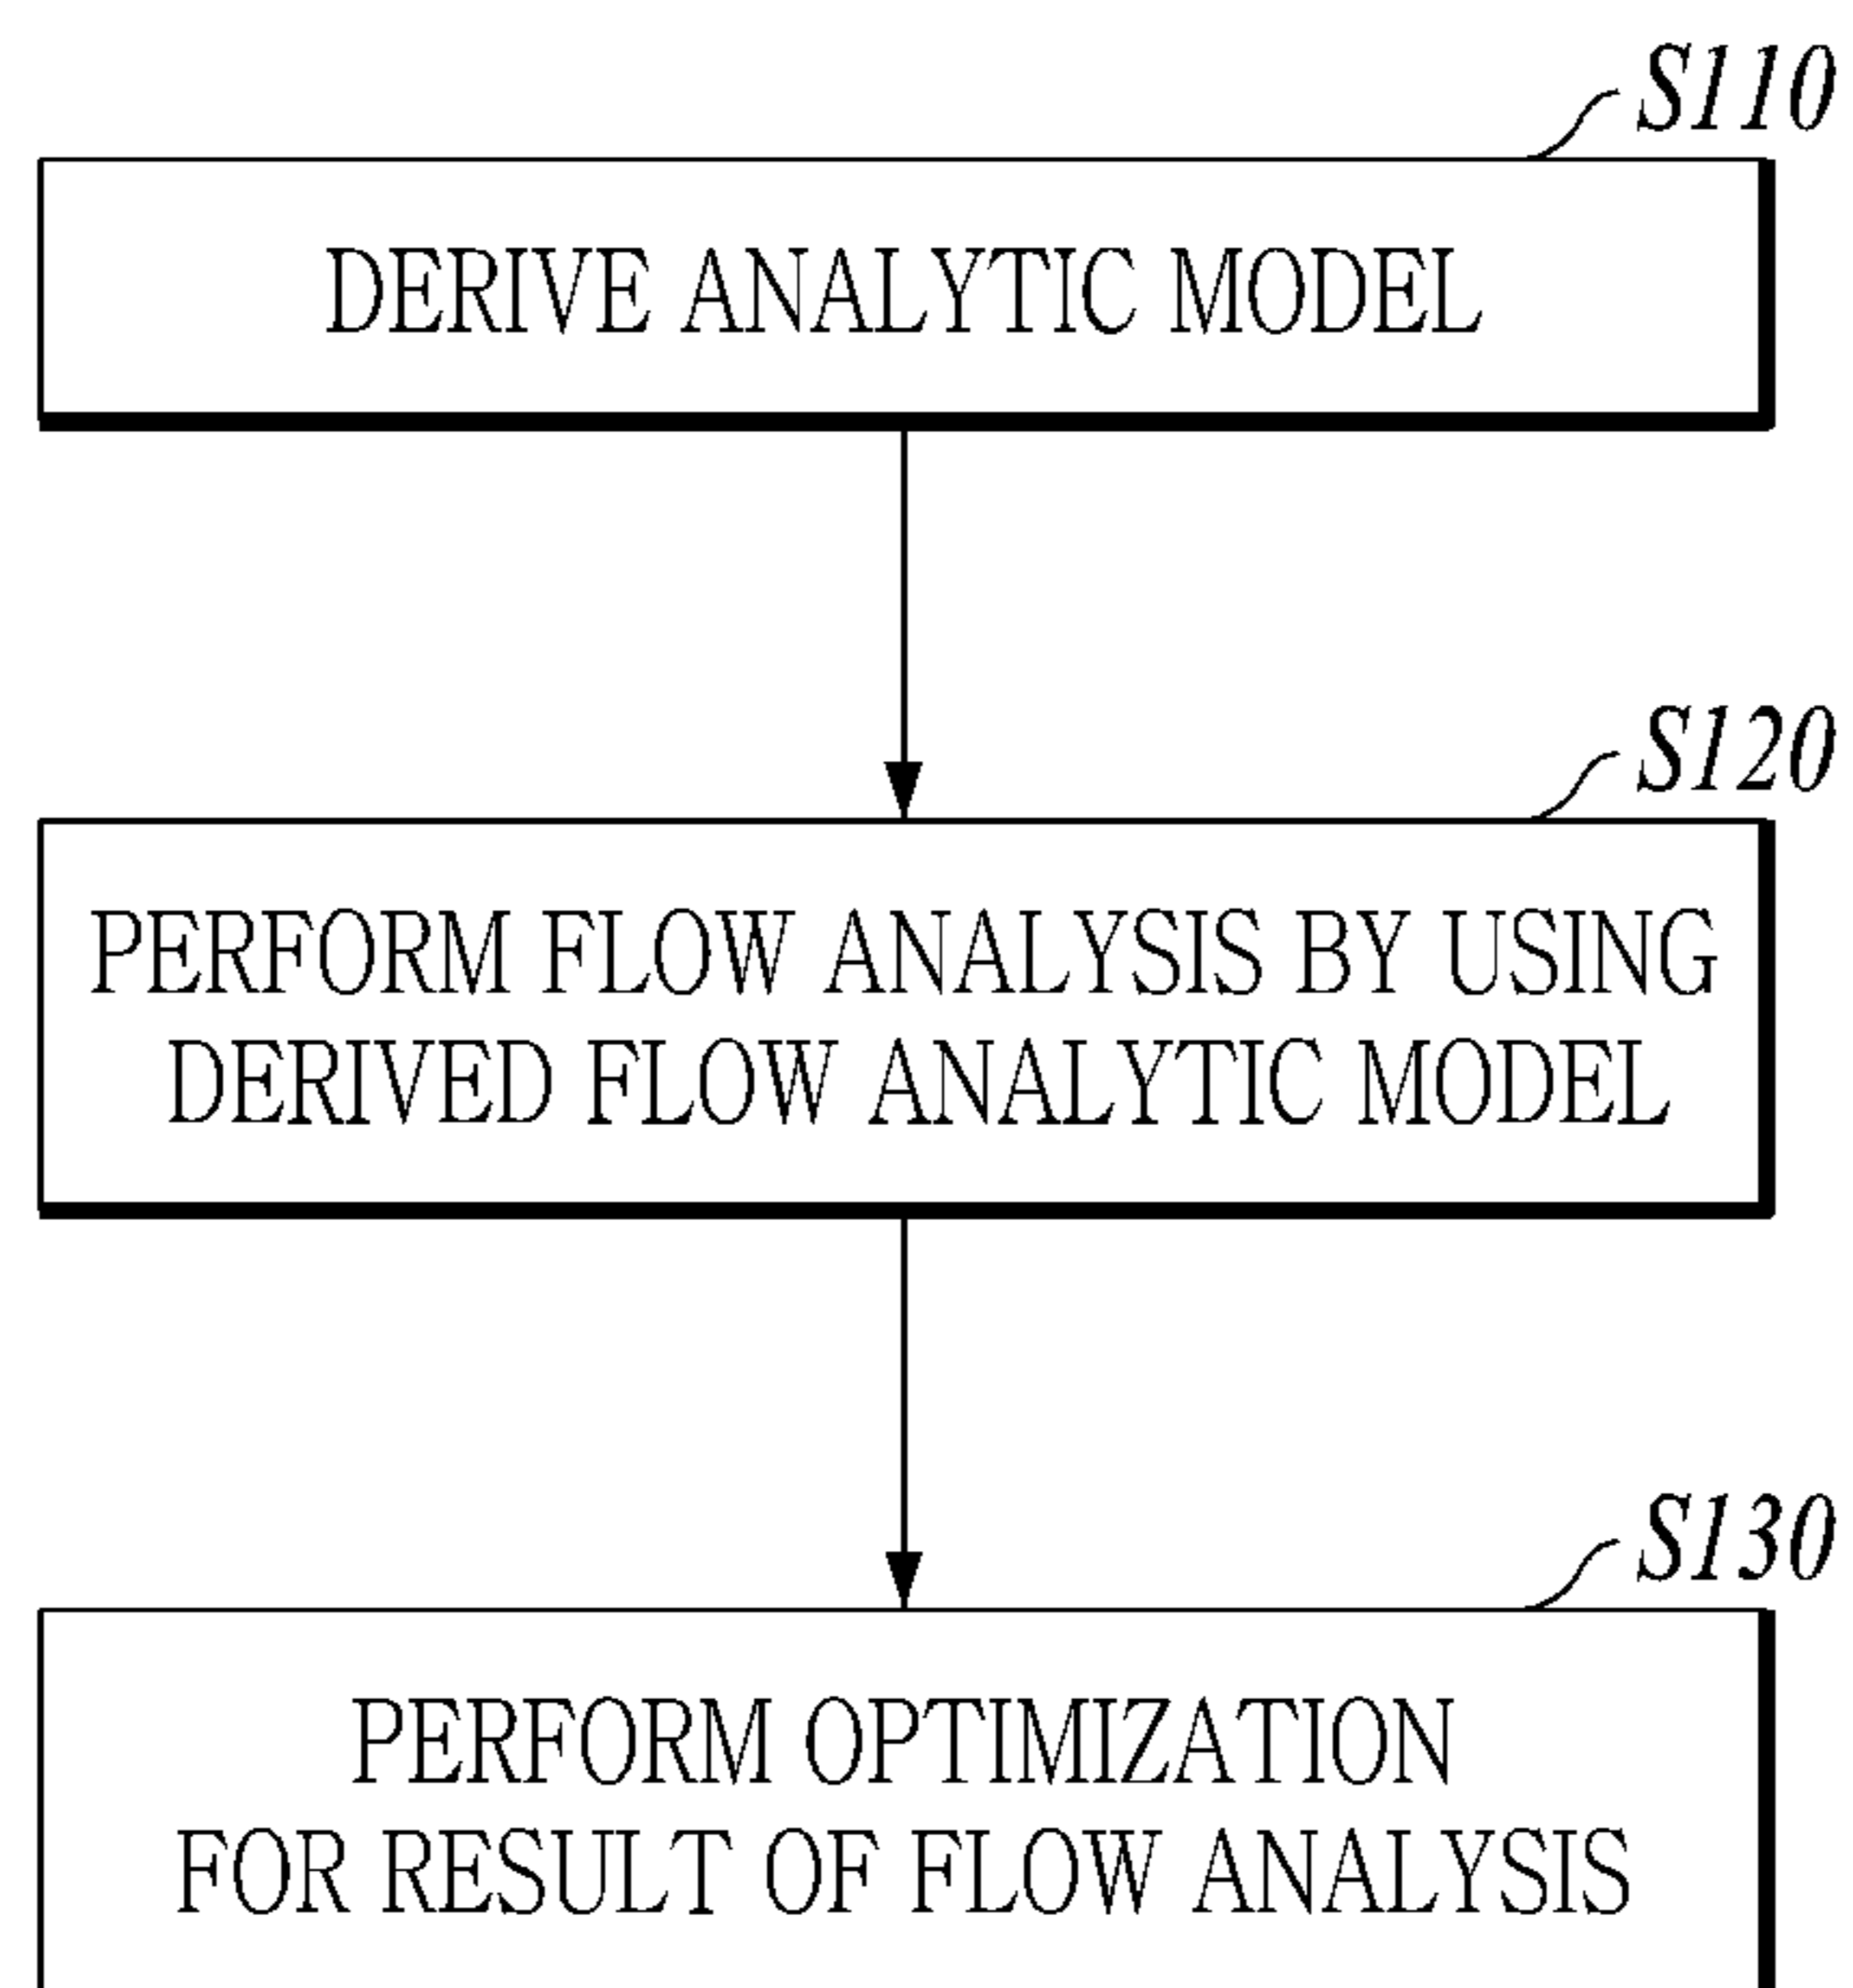 S110
DERIVE ANALYTIC MODEL
S120
PERFORM FLOW ANALYSIS BY USING
DERIVED FLOW ANALYTIC MODEL
S130
PERFORM OPTIMIZATION
FOR RESULT OF FLOW ANALYSIS